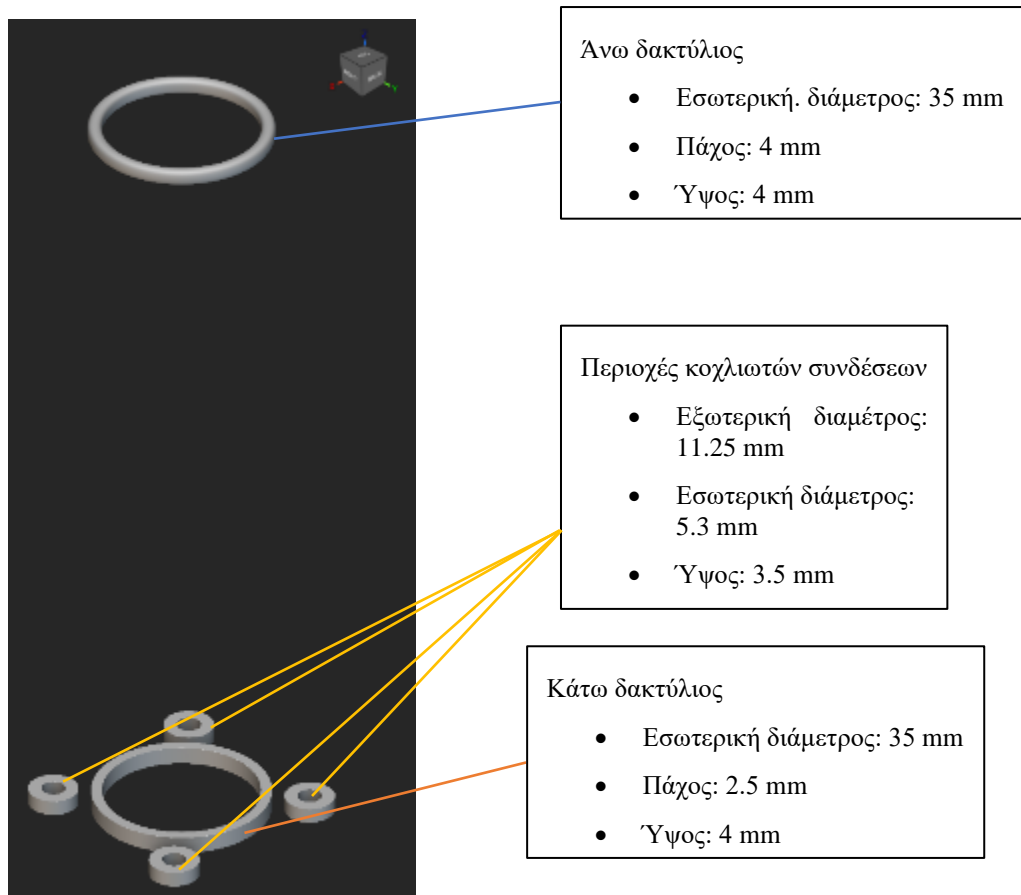 Άνω δακτύλιος
• Εσωτερική. διάμετρος: 35 mm
• Πάχος: 4 mm
• Ύψος: 4 mm
Περιοχές κοχλιωτών συνδέσεων
• Εξωτερική διαμέτρος:
11.25 mm
• Εσωτερική διάμετρος:
5.3 mm
• Ύψος: 3.5 mm
Κάτω δακτύλιος
• Εσωτερική διάμετρος: 35 mm
• Πάχος: 2.5 mm
• Ύψος: 4 mm